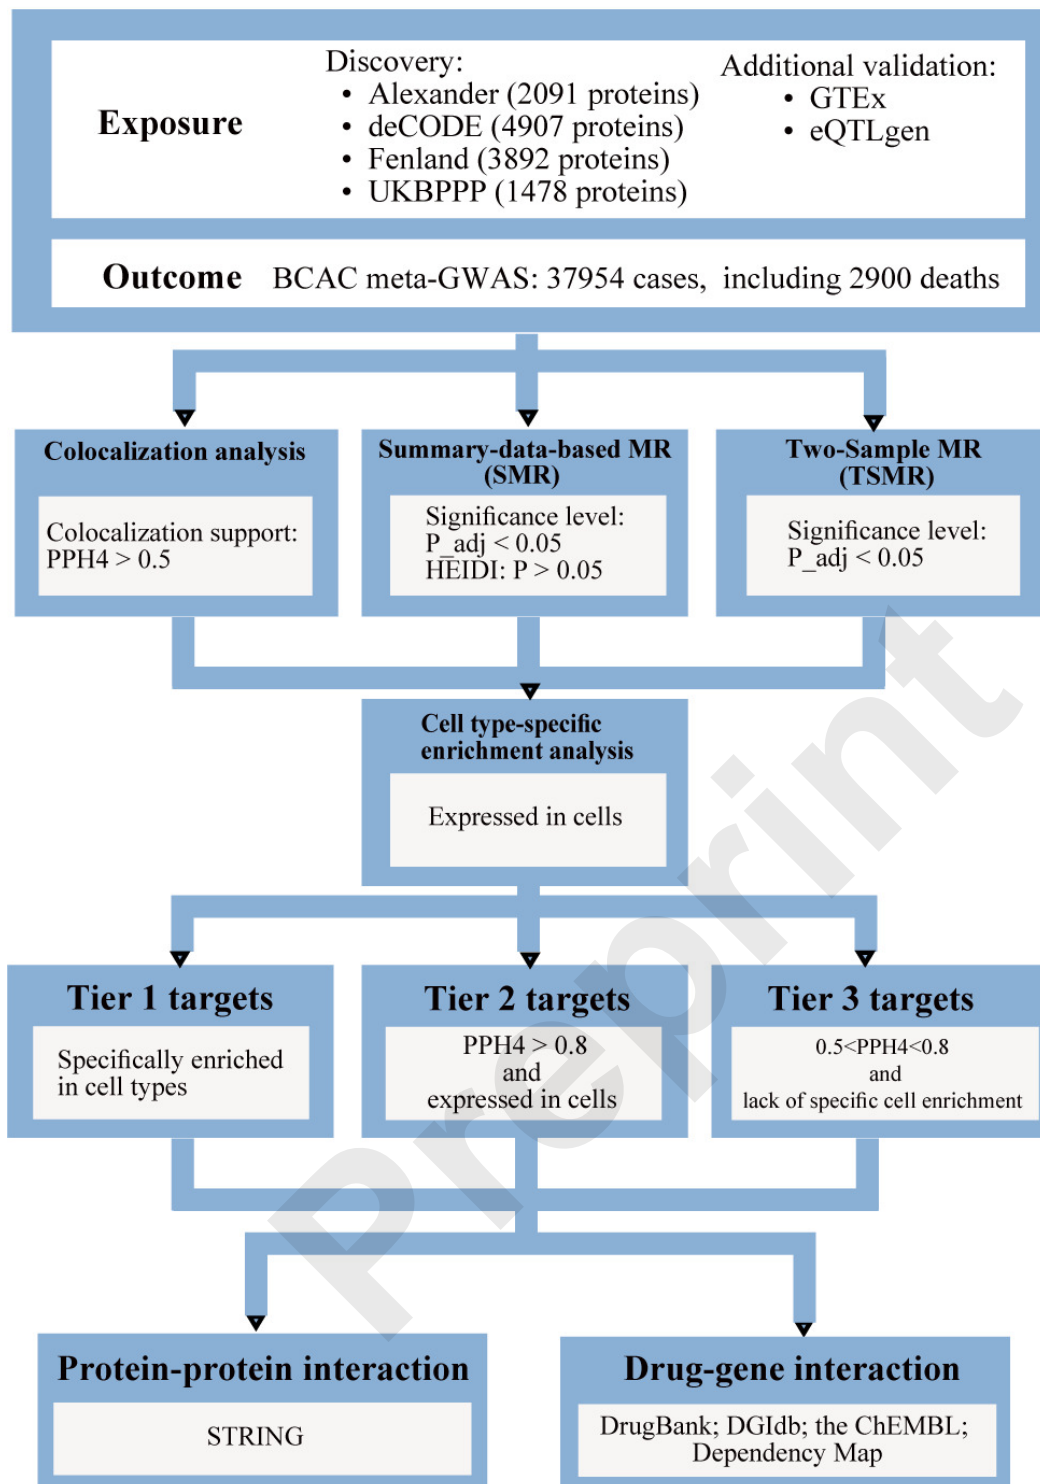 Exposure
Discovery:
• Alexander (2091 proteins)
• deCODE (4907 proteins)
• Fenland (3892 proteins)
• UKBPPP (1478 proteins)
Additional validation:
• GTEx
• eQTLgen
Outcome
BCAC meta-GWAS: 37954 cases, including 2900 deaths
Colocalization analysis
Colocalization support:
PPH4 > 0.5
Summary-data-based MR
(SMR)
Significance level:
P_adj < 0.05
HEIDI: P > 0.05
Two-Sample MR
(TSMR)
Significance level:
P_adj < 0.05
Cell type-specific
enrichment analysis
Expressed in cells
Tier 1 targets
Specifically enriched
in cell types
Tier 2 targets
PPH4 > 0.8
and
expressed in cells
Tier 3 targets
0.5<PPH4<0.8
and
lack of specific cell enrichment
Protein-protein interaction
STRING
Drug-gene interaction
DrugBank; DGIdb; the ChEMBL;
Dependency Map
Preprint